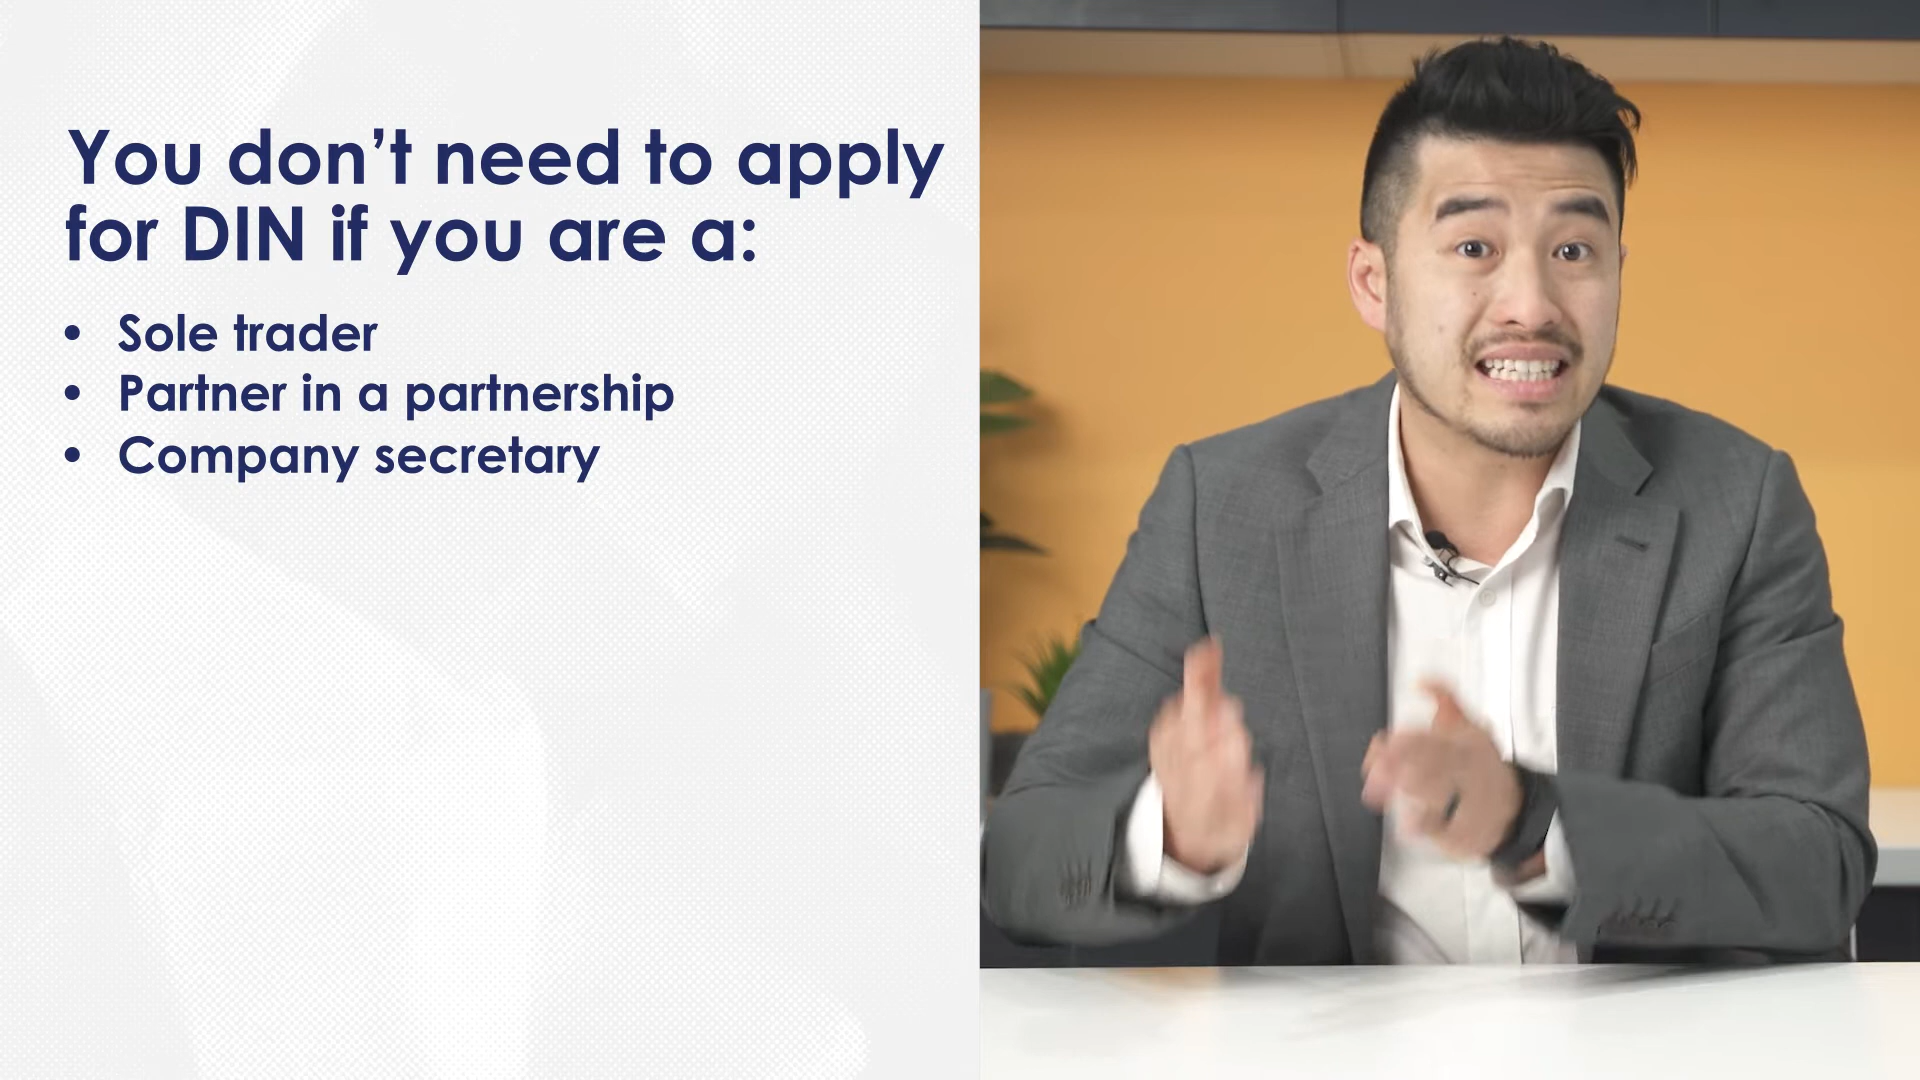 You don’t need to apply
for DIN if you are a:
• Sole trader
• Partner in a partnership
• Company secretary